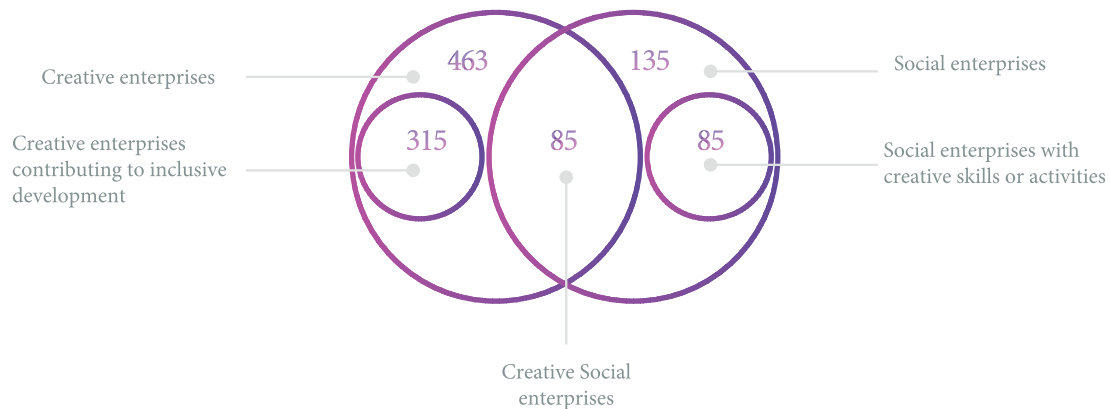 463
135
Creative enterprises
Social enterprises
Creative enterprises
contributing to inclusive
development
315
85
85
Social enterprises with
creative skills or activities
Creative Social
enterprises